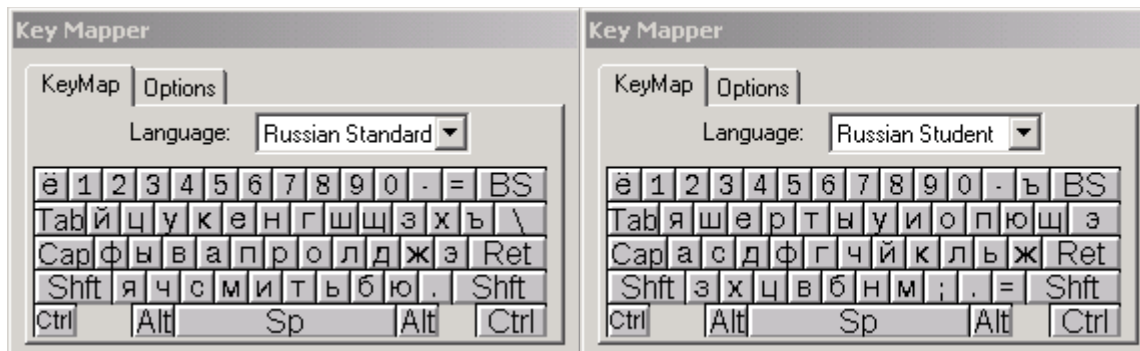 Key Mapper
KeyMap Options
Language: Russian Standard
ё 1 2 3 4 5 6 7 8 9 0 - = BS
Tab й ц у к е н г ш щ з х ъ \
Cap ф ы в а п р о л д ж э Ret
Shft я ч с м и т ь б ю . Shft
Ctrl Alt Sp Alt Ctrl
Key Mapper
KeyMap Options
Language: Russian Student
ё 1 2 3 4 5 6 7 8 9 0 - ъ BS
Tab я ш е р т ы у и о п ю щ э
Cap а с д ф г ч й к л ь ж Ret
Shft з х ц в б н м ; . = Shft
Ctrl Alt Sp Alt Ctrl